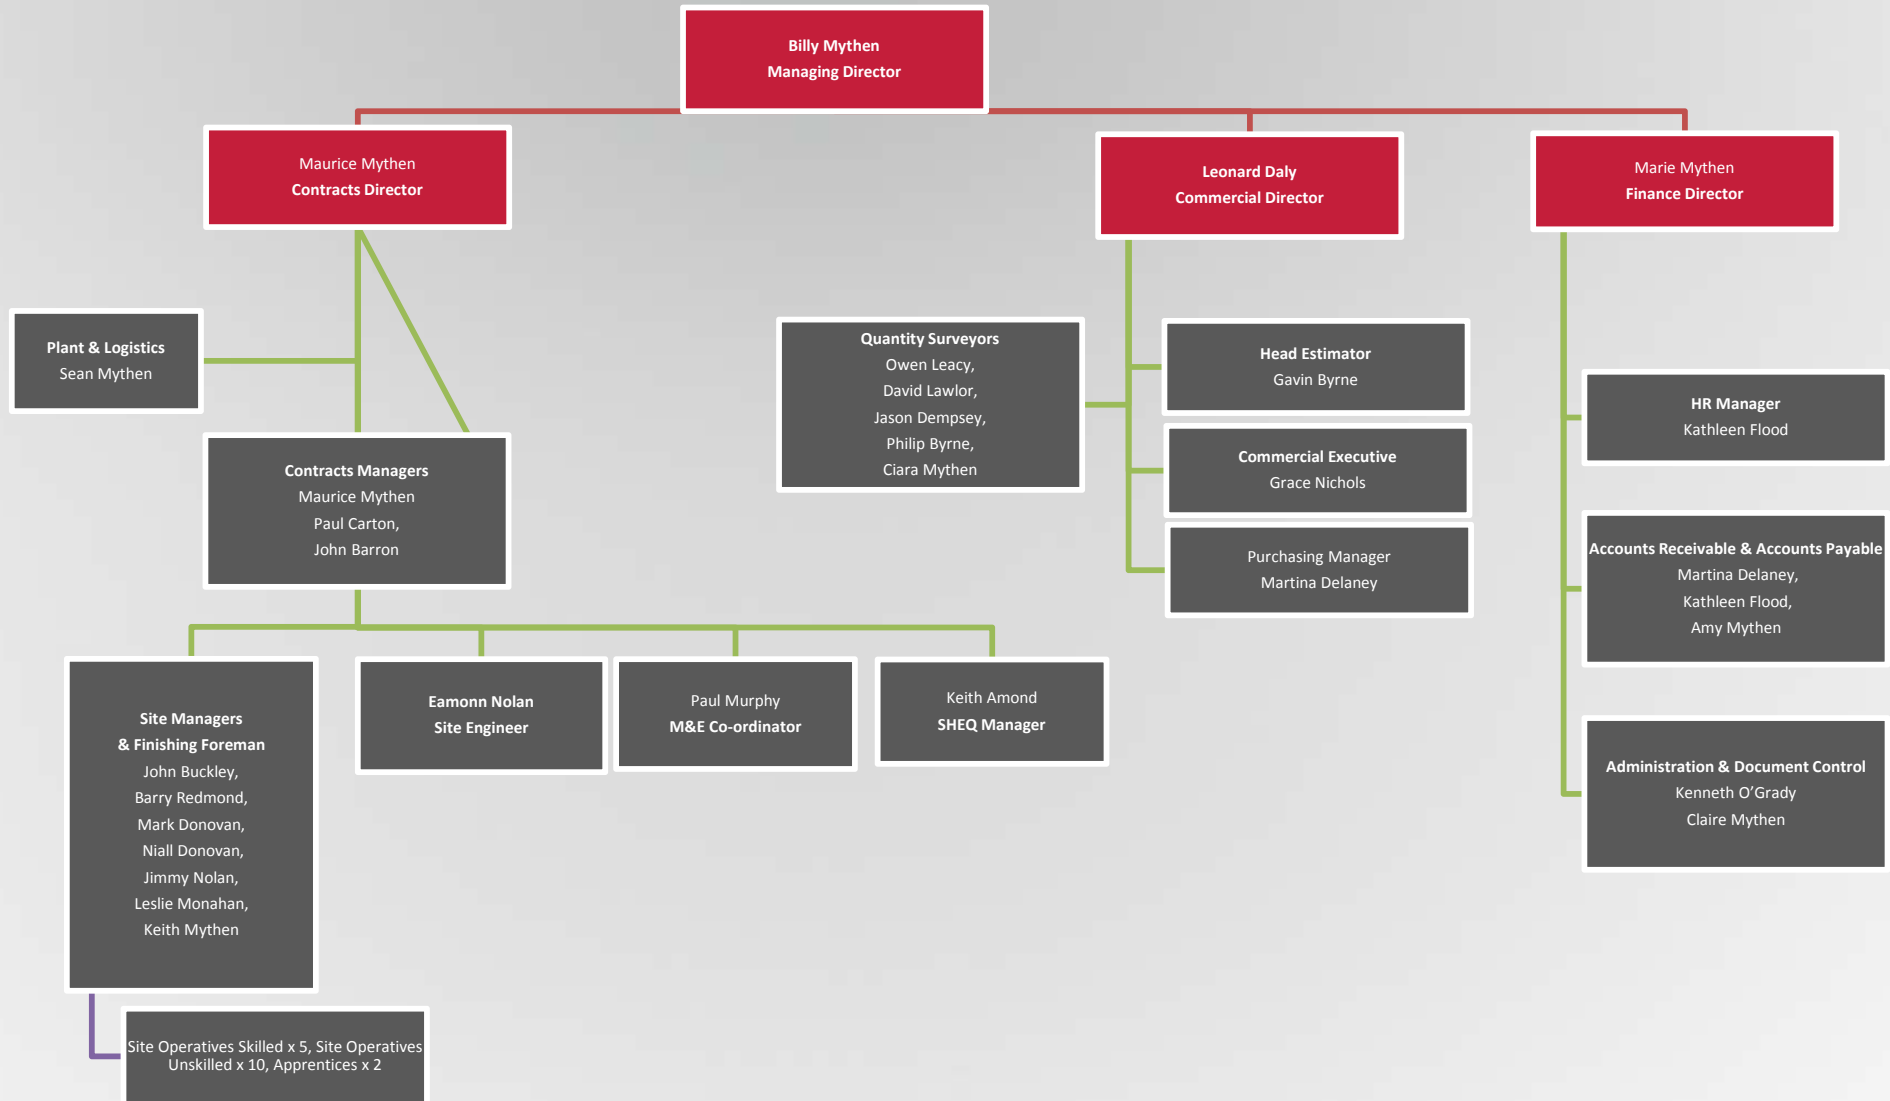 Billy Mythen
Managing Director
Maurice Mythen
Contracts Director
Leonard Daly
Commercial Director
Marie Mythen
Finance Director
Plant & Logistics
Sean Mythen
Contracts Managers
Maurice Mythen
Paul Carton,
John Barron
Quantity Surveyors
Owen Leacy,
David Lawlor,
Jason Dempsey,
Philip Byrne,
Ciara Mythen
Head Estimator
Gavin Byrne
Commercial Executive
Grace Nichols
Purchasing Manager
Martina Delaney
HR Manager
Kathleen Flood
Accounts Receivable & Accounts Payable
Martina Delaney,
Kathleen Flood,
Amy Mythen
Administration & Document Control
Kenneth O’Grady
Claire Mythen
Site Managers
& Finishing Foreman
John Buckley,
Barry Redmond,
Mark Donovan,
Niall Donovan,
Jimmy Nolan,
Leslie Monahan,
Keith Mythen
Eamonn Nolan
Site Engineer
Paul Murphy
M&E Co-ordinator
Keith Amond
SHEQ Manager
Site Operatives Skilled x 5, Site Operatives
Unskilled x 10, Apprentices x 2